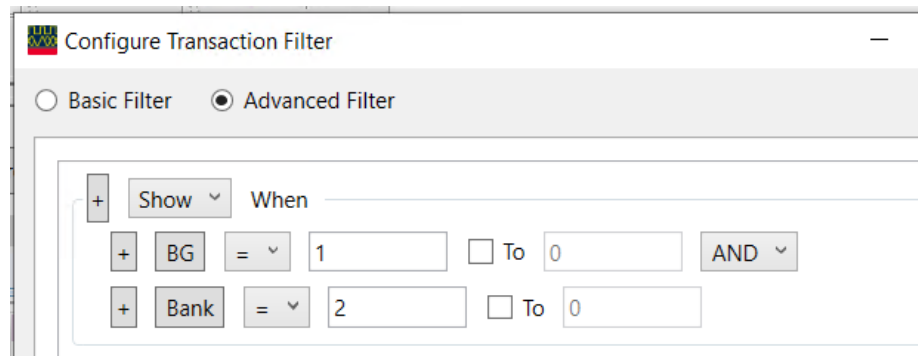 Configure Transaction Filter
Basic Filter Advanced Filter
+ Show When
+ BG = 1 To 0 AND
+ Bank = 2 To 0